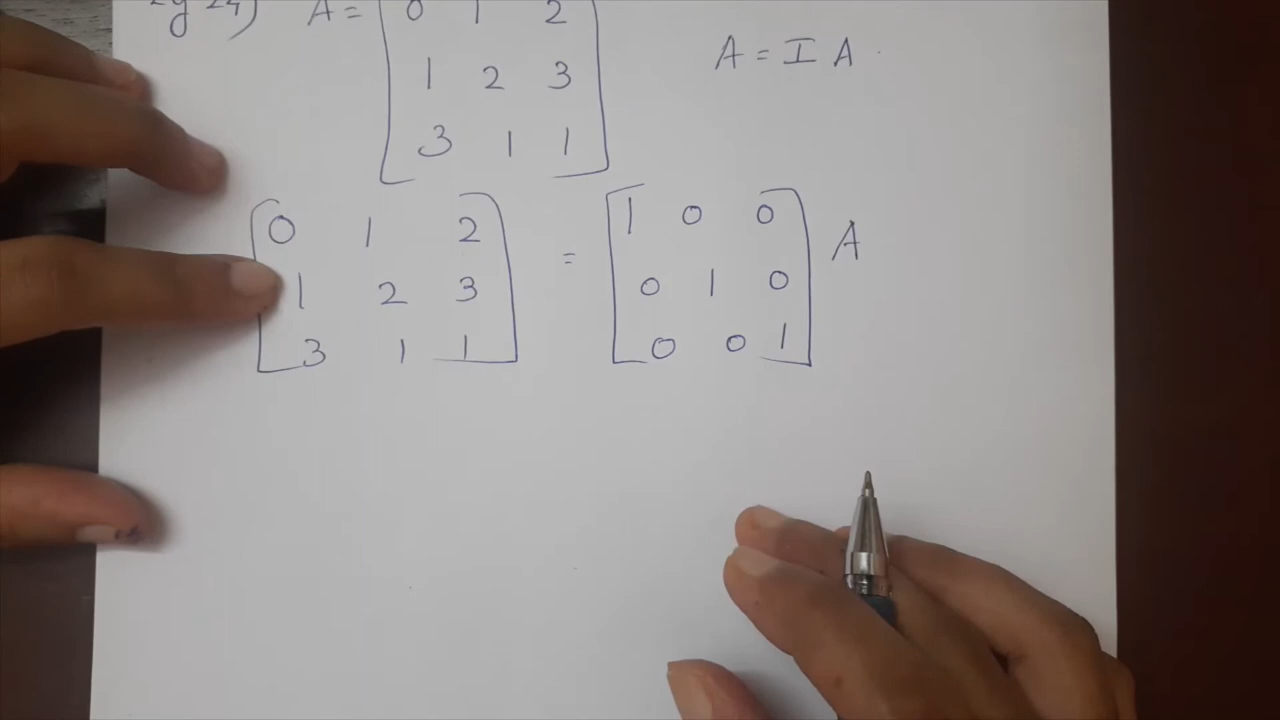 A = 0 1 2
1 2 3 A = I A
3 1 1
0 1 2 1 0 0
1 2 3 = 0 1 0 A
3 1 1 0 0 1